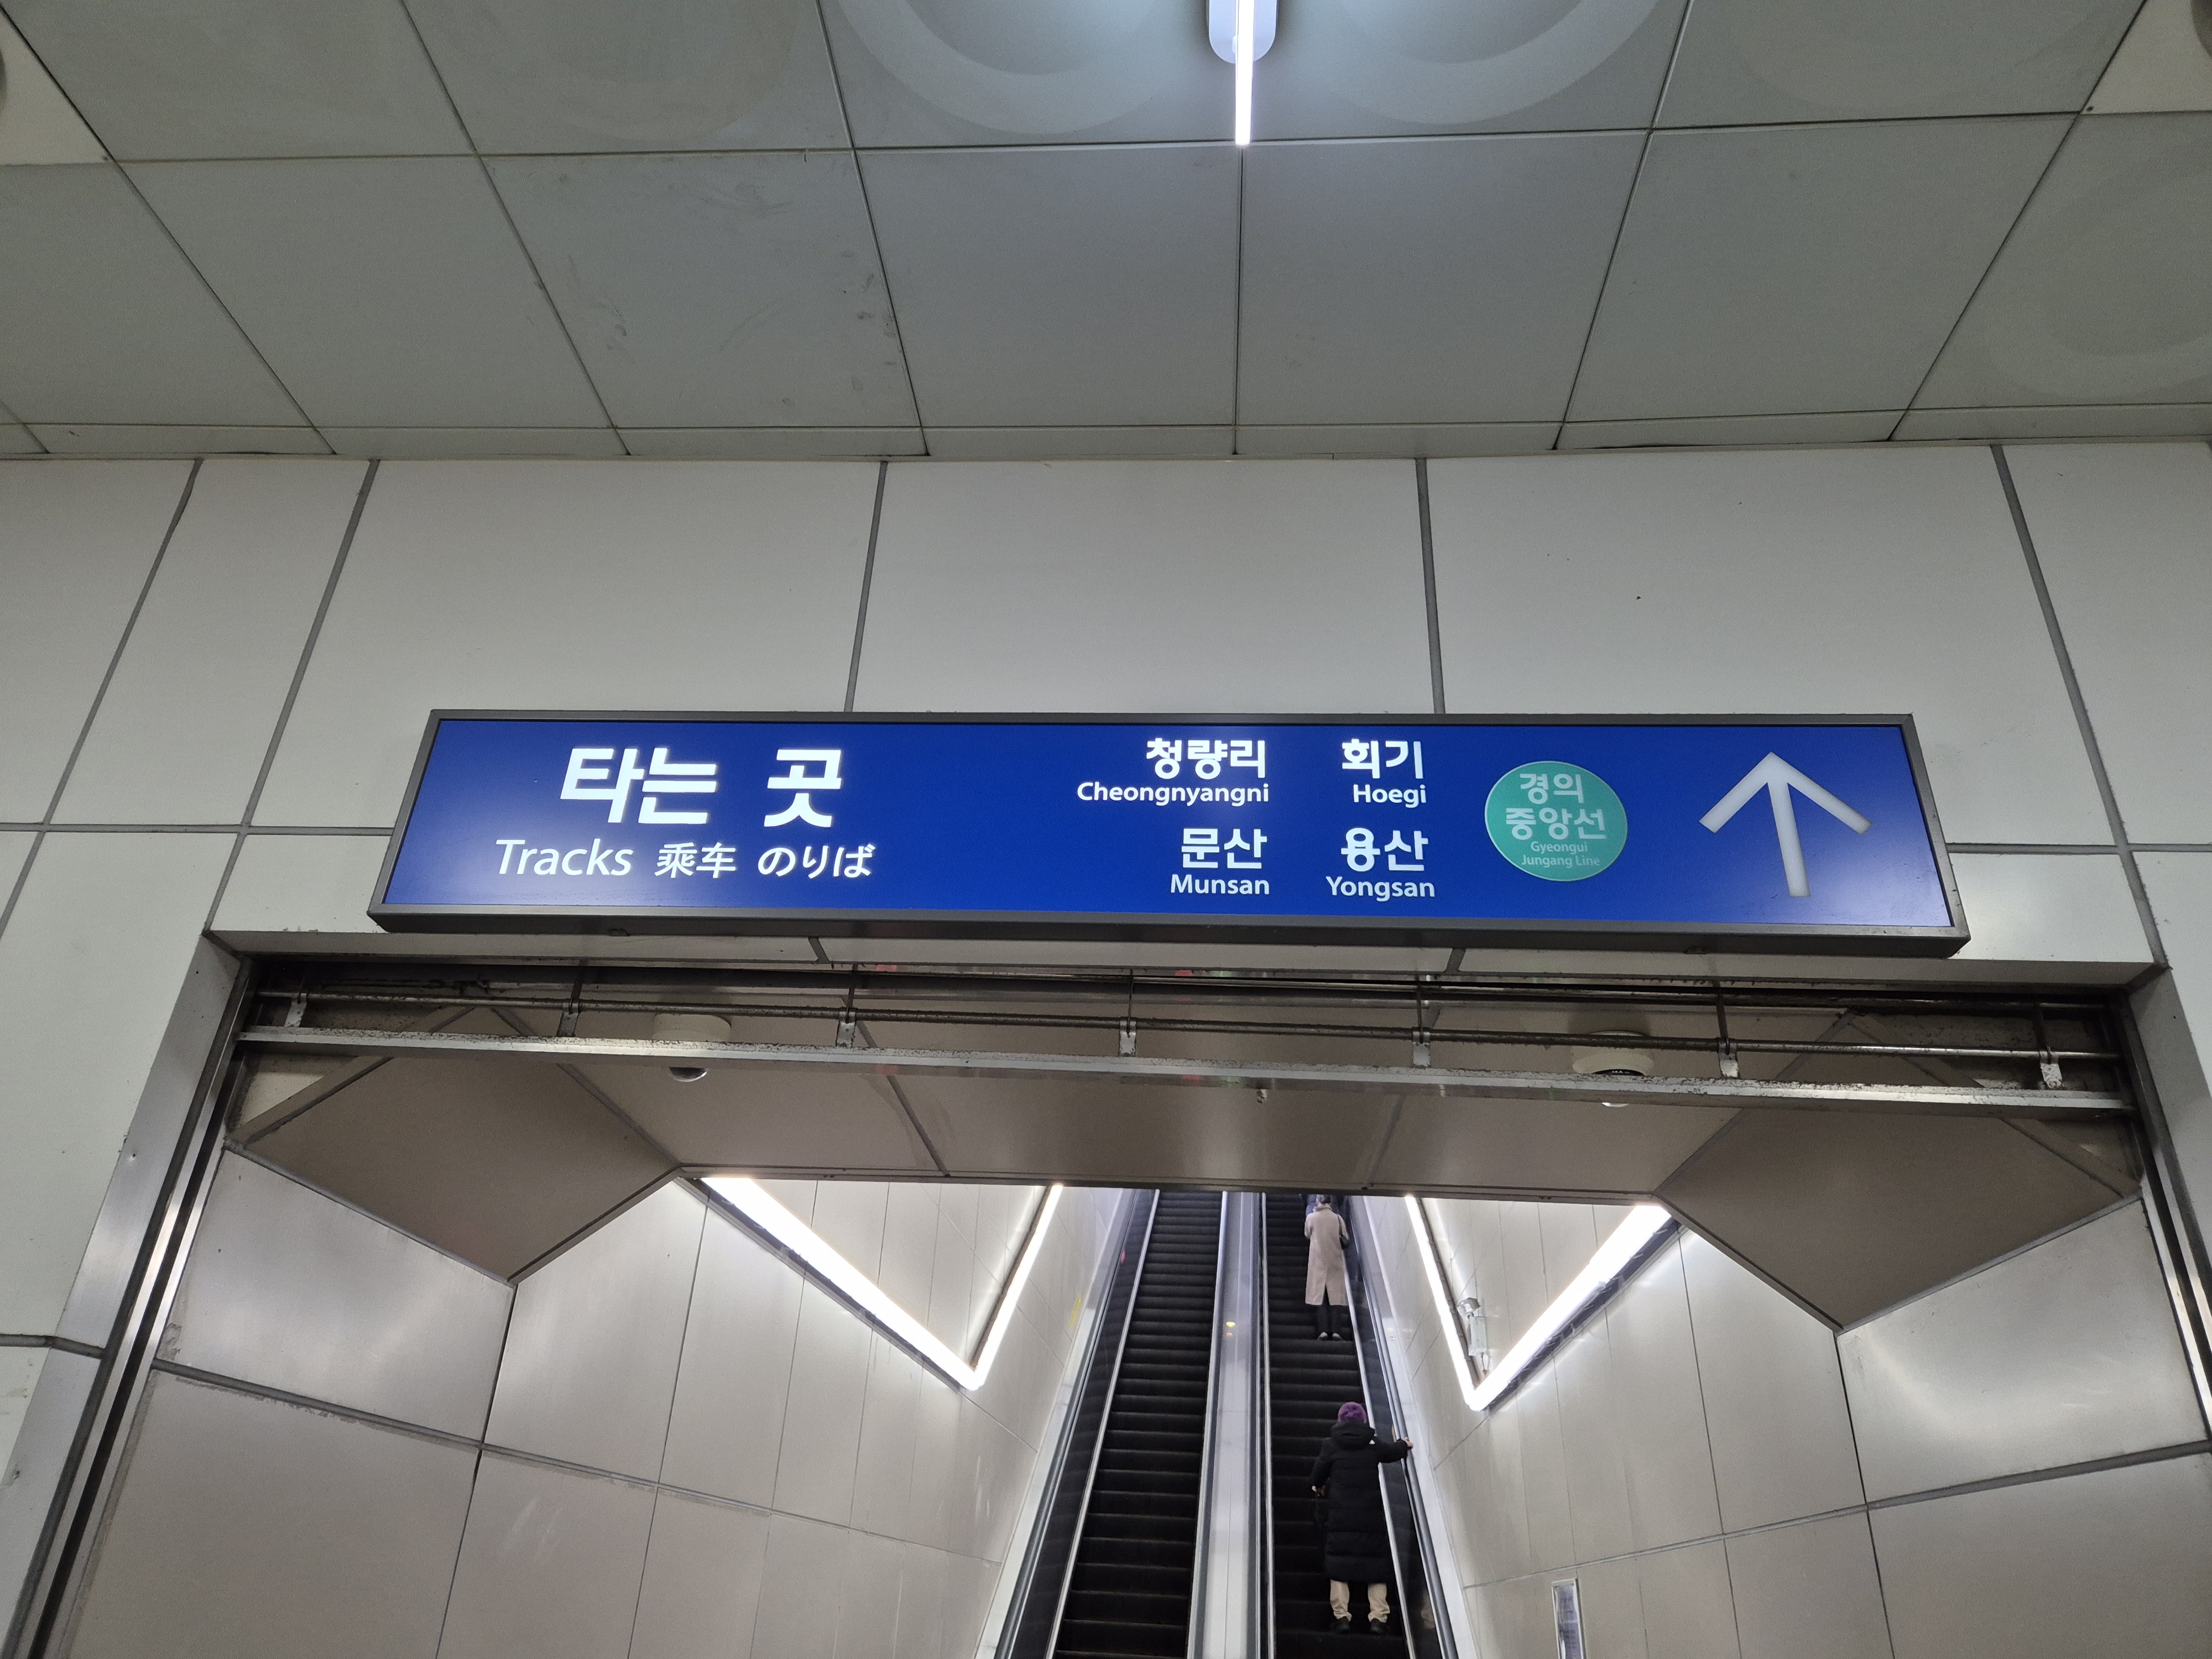 타는 곳
Tracks 乘车 のりば
청량리 회기
Cheongnyangni Hoegi
문산 용산
Munsan Yongsan
경의
중앙선
Gyeongui
Jungang Line